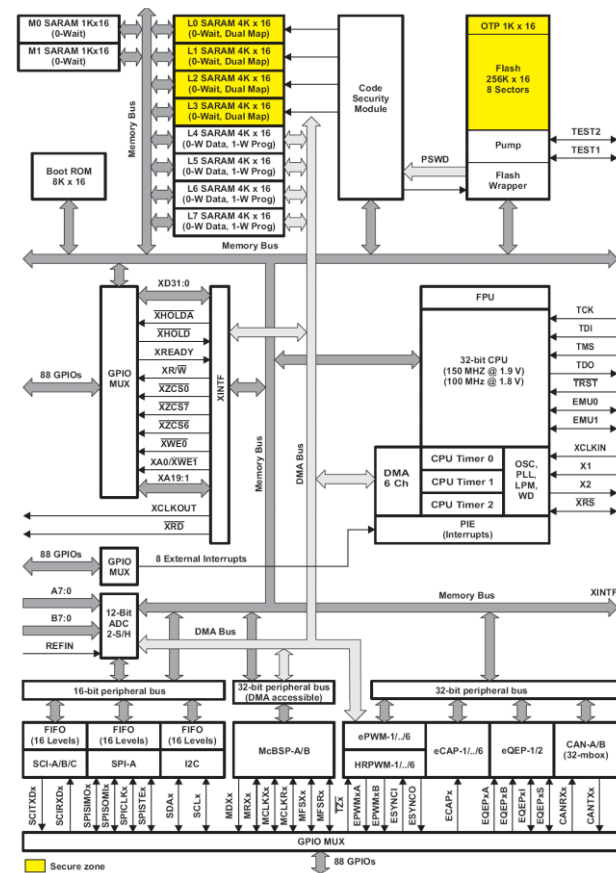 M0 SARAM 1Kx16
(0-Wait)
M1 SARAM 1Kx16
(0-Wait)
L0 SARAM 4K x 16
(0-Wait, Dual Map)
L1 SARAM 4K x 16
(0-Wait, Dual Map)
L2 SARAM 4K x 16
(0-Wait, Dual Map)
L3 SARAM 4K x 16
(0-Wait, Dual Map)
L4 SARAM 4K x 16
(0-W Data, 1-W Prog)
L5 SARAM 4K x 16
(0-W Data, 1-W Prog)
L6 SARAM 4K x 16
(0-W Data, 1-W Prog)
L7 SARAM 4K x 16
(0-W Data, 1-W Prog)
Memory Bus
Boot ROM
8K x 16
Code
Security
Module
OTP 1K x 16
Flash
256K x 16
8 Sectors
Pump
Flash
Wrapper
PSWD
TEST2
TEST1
Memory Bus
XD31:0
XHOLDA
XHOLD
XREADY
XR/W
XZCS0
XZCS7
XZCS6
XWE0
XA0/XWE1
XA19:1
XCLKOUT
XRD
GPIO
MUX
88 GPIOs
XINTF
Memory Bus
DMA Bus
FPU
32-bit CPU
(150 MHZ @ 1.9 V)
(100 MHz @ 1.8 V)
TCK
TDI
TMS
TDO
TRST
EMU0
EMU1
DMA
6 Ch
CPU Timer 0
CPU Timer 1
CPU Timer 2
OSC,
PLL,
LPM,
WD
XCLKIN
X1
X2
XRS
PIE
(Interrupts)
88 GPIOs
GPIO
MUX
8 External Interrupts
A7:0
B7:0
REFIN
12-Bit
ADC
2-S/H
Memory Bus
XINTF
DMA Bus
16-bit peripheral bus
32-bit peripheral bus
(DMA accessible)
32-bit peripheral bus
FIFO
(16 Levels)
FIFO
(16 Levels)
FIFO
(16 Levels)
SCI-A/B/C
SPI-A
I2C
McBSP-A/B
ePWM-1/../6
HRPWM-1/../6
eCAP-1/../6
eQEP-1/2
CAN-A/B
(32-mbox)
SCITXDx
SCIRXDx
SPISIMOx
SPISOMIx
SPICLKx
SPISTEx
SDAx
SCLx
MDXx
MRXx
MCLKXx
MCLKRx
MFSXx
MFSRx
TZx
EPWMxA
EPWMxB
ESYNCI
ESYNCO
ECAPx
EQEPxA
EQEPxB
EQEPxI
EQEPxS
CANRXx
CANTXx
GPIO MUX
88 GPIOs
Secure zone